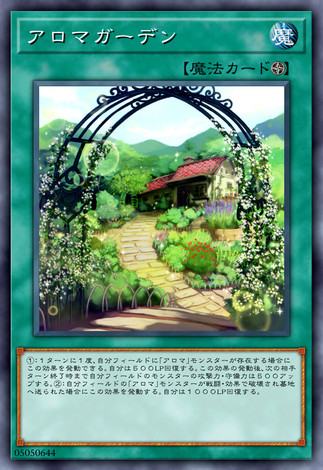 アロマガーデン
魔
【魔法カード】
①：１ターンに１度、自分フィールドに「アロマ」モンスターが存在する場合に
この効果を発動できる。自分は５００ＬＰ回復する。この効果の発動後、次の相手
ターン終了時まで自分フィールドのモンスターの攻撃力・守備力は５００アッ
プする。②：自分フィールドの「アロマ」モンスターが戦闘・効果で破壊され墓地
へ送られた場合にこの効果を発動する。自分は１０００ＬＰ回復する。
05050644